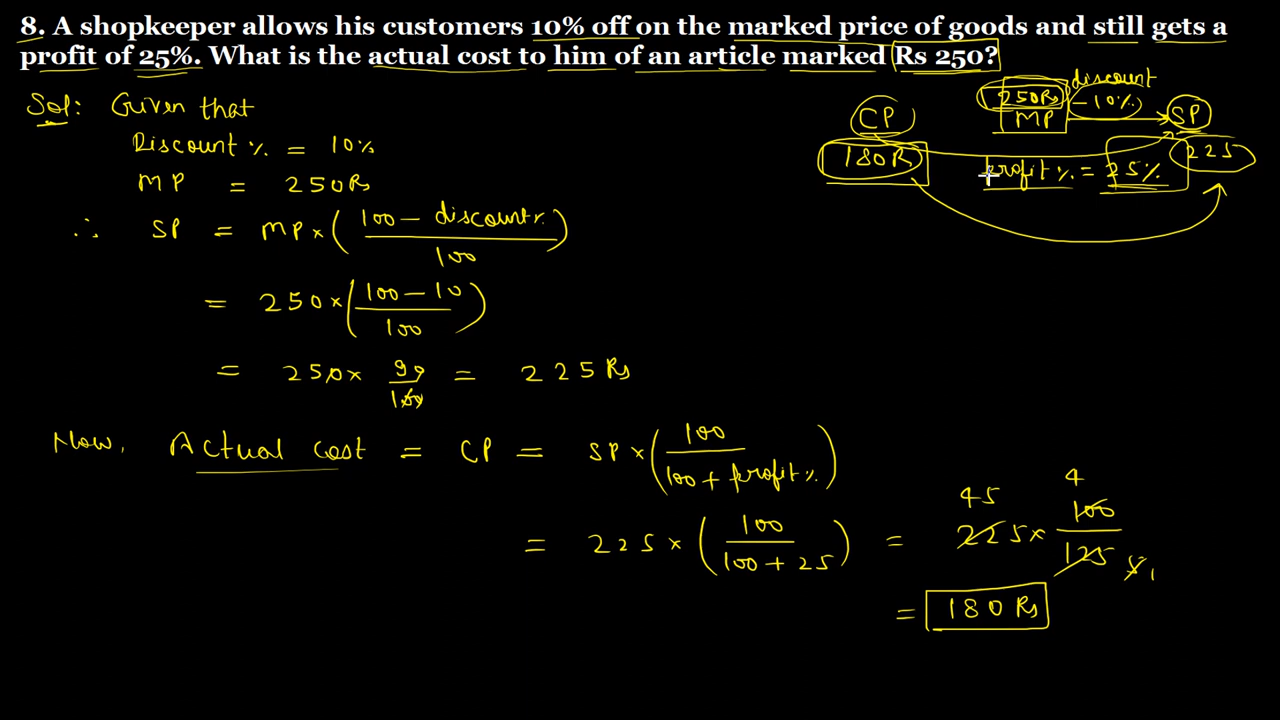 8. A shopkeeper allows his customers 10% off on the marked price of goods and still gets a
profit of 25%. What is the actual cost to him of an article marked Rs 250?
Sol: Given that
Discount % = 10%
MP = 250Rs
∴ SP = MP × (100 − discount% / 100)
= 250 × (100 − 10 / 100)
= 250 × 90/100 = 225 Rs
Now, Actual cost = CP = SP × (100 / 100 + profit%)
= 225 × (100 / 100 + 25) = 225 × 100/125
45 4
5 1
= 180 Rs
discount
250Rs − 10%
CP MP SP
180 Rs profit % = 25% 225